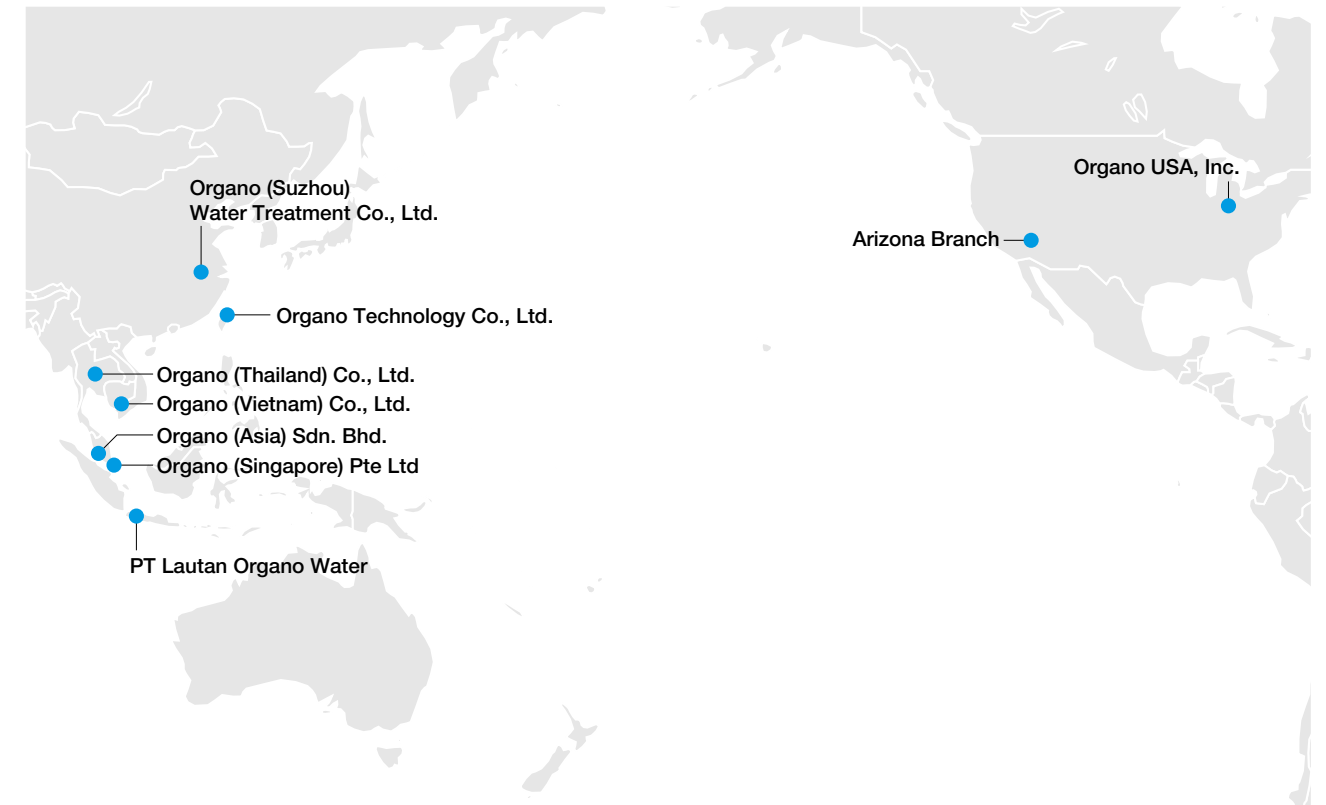 Organo (Suzhou)
Water Treatment Co., Ltd.
Organo USA, Inc.
Arizona Branch
Organo Technology Co., Ltd.
Organo (Thailand) Co., Ltd.
Organo (Vietnam) Co., Ltd.
Organo (Asia) Sdn. Bhd.
Organo (Singapore) Pte Ltd
PT Lautan Organo Water